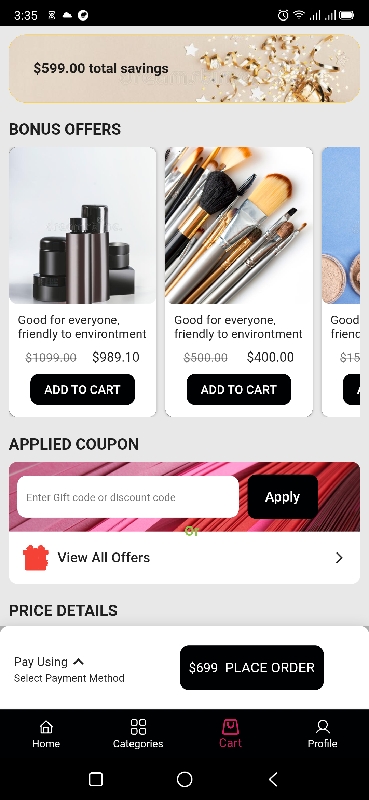 3:35
$599.00 total savings
BONUS OFFERS
Good for everyone,
friendly to environtment
$1099.00 $989.10
ADD TO CART
Good for everyone,
friendly to environtment
$500.00 $400.00
ADD TO CART
Good
friend
$15
A
APPLIED COUPON
Enter Gift code or discount code
Apply
Or
View All Offers
PRICE DETAILS
Pay Using
Select Payment Method
$699 PLACE ORDER
Home
Categories
Cart
Profile